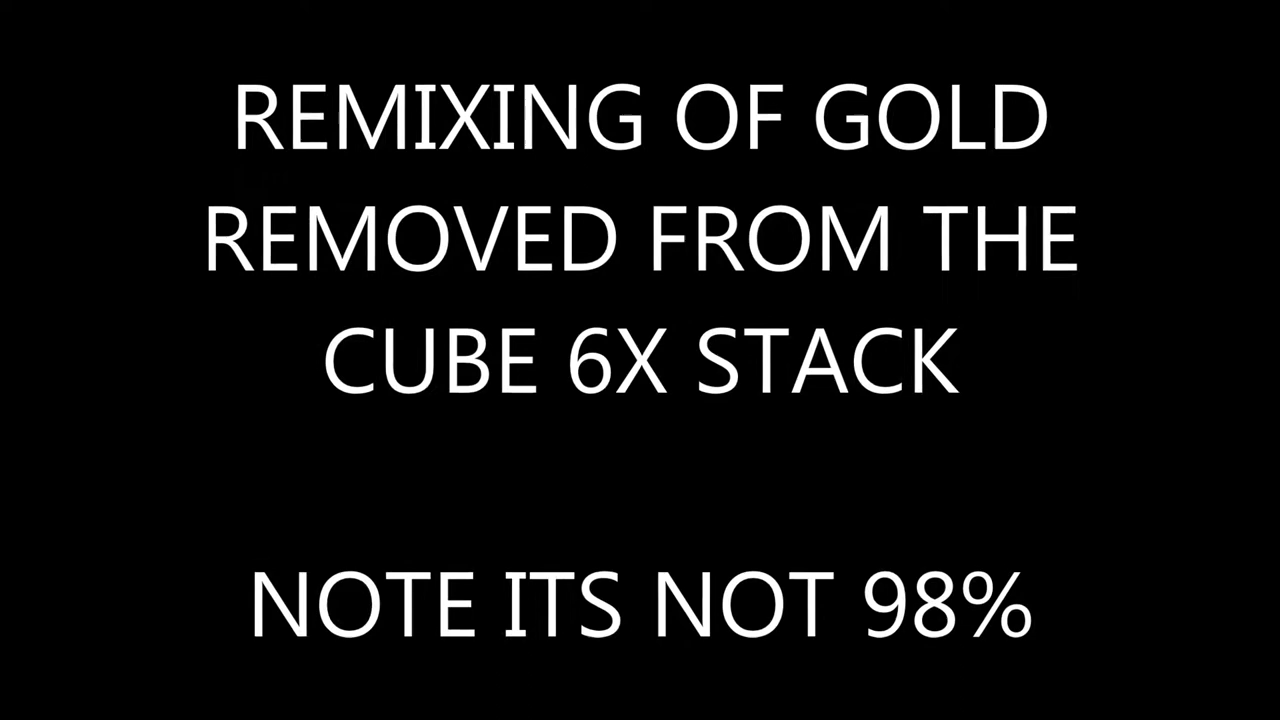 REMIXING OF GOLD
REMOVED FROM THE
CUBE 6X STACK
NOTE ITS NOT 98%